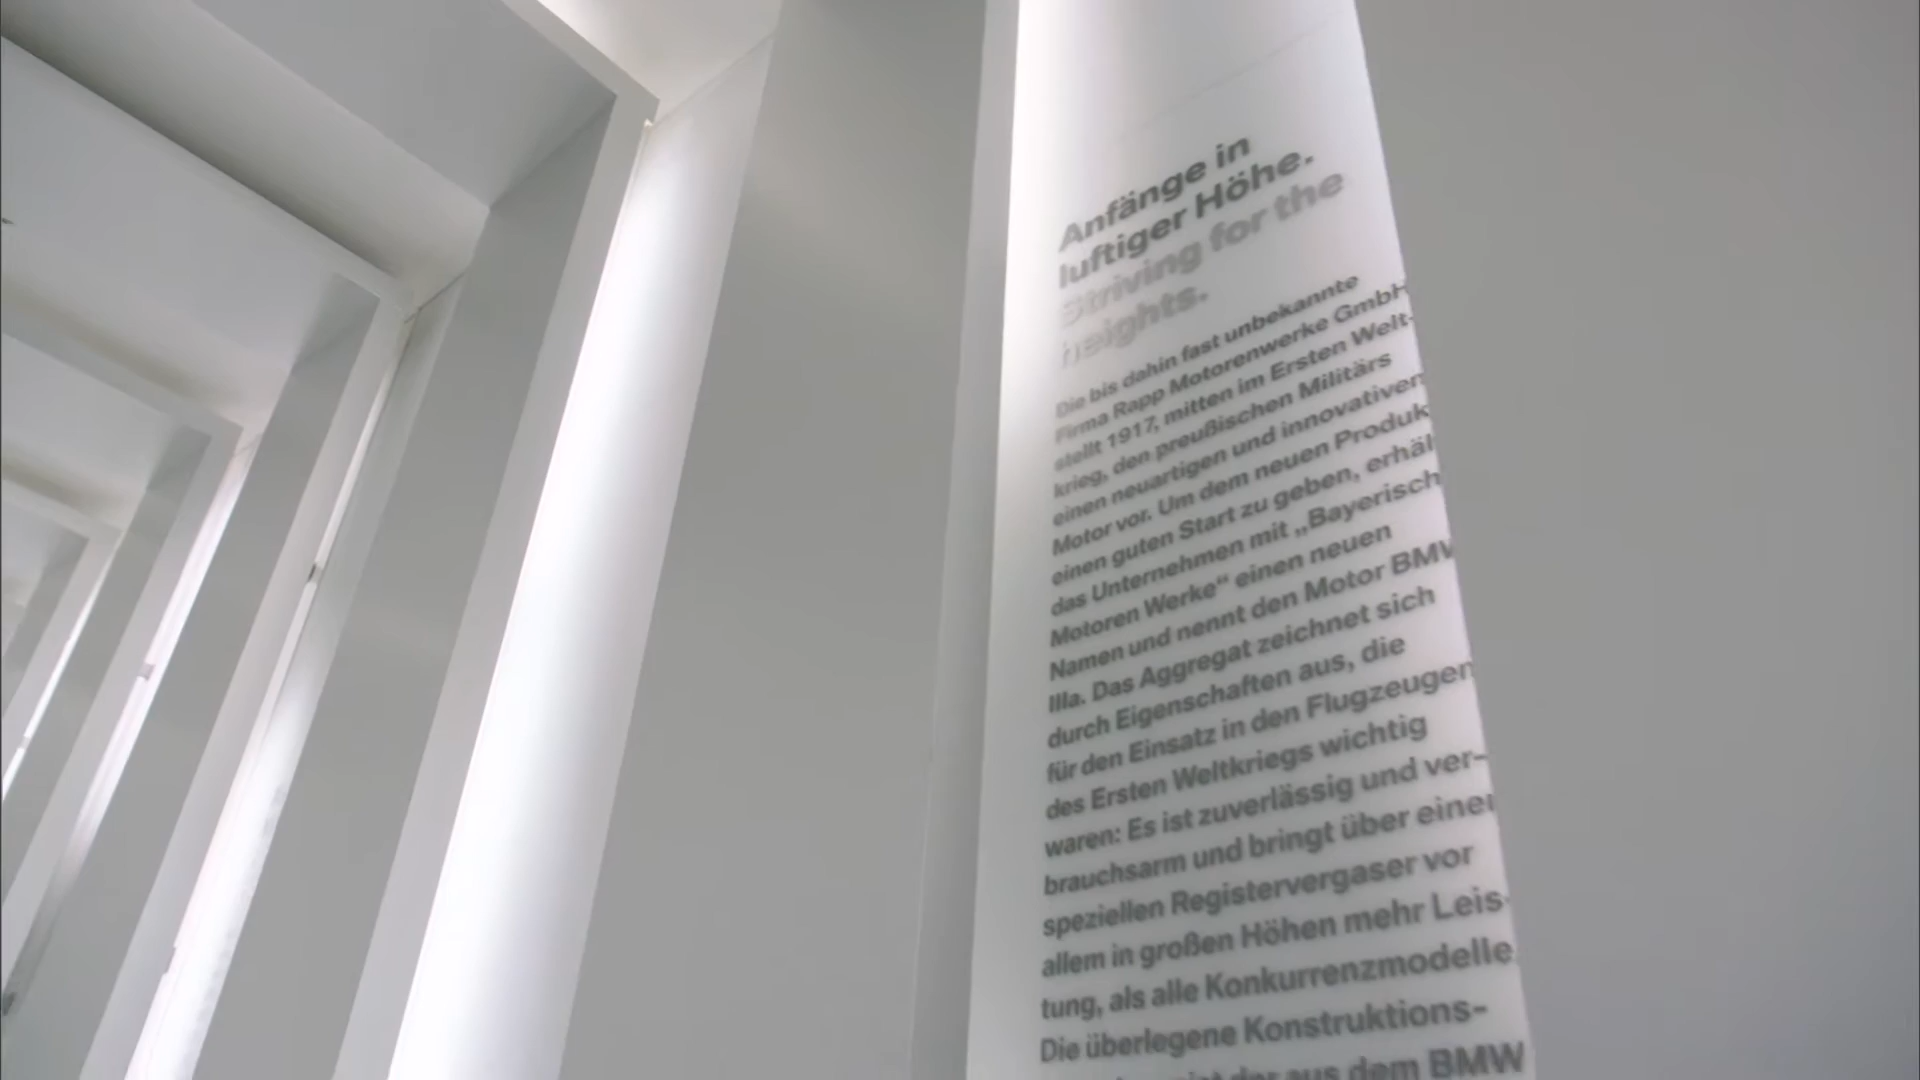 Anfänge in
luftiger Höhe.
Striving for the
heights.
Die bis dahin fast unbekannte
Firma Rapp Motorenwerke GmbH
stellt 1917, mitten im Ersten Welt-
krieg, den preußischen Militärs
einen neuartigen und innovativen
Motor vor. Um dem neuen Produk
einen guten Start zu geben, erhäl
das Unternehmen mit „Bayerisch
Motoren Werke“ einen neuen
Namen und nennt den Motor BMW
IIIa. Das Aggregat zeichnet sich
durch Eigenschaften aus, die
für den Einsatz in den Flugzeugen
des Ersten Weltkriegs wichtig
waren: Es ist zuverlässig und ver-
brauchsarm und bringt über einen
speziellen Registervergaser vor
allem in großen Höhen mehr Leis-
tung, als alle Konkurrenzmodelle
Die überlegene Konstruktions-
der aus dem BMW